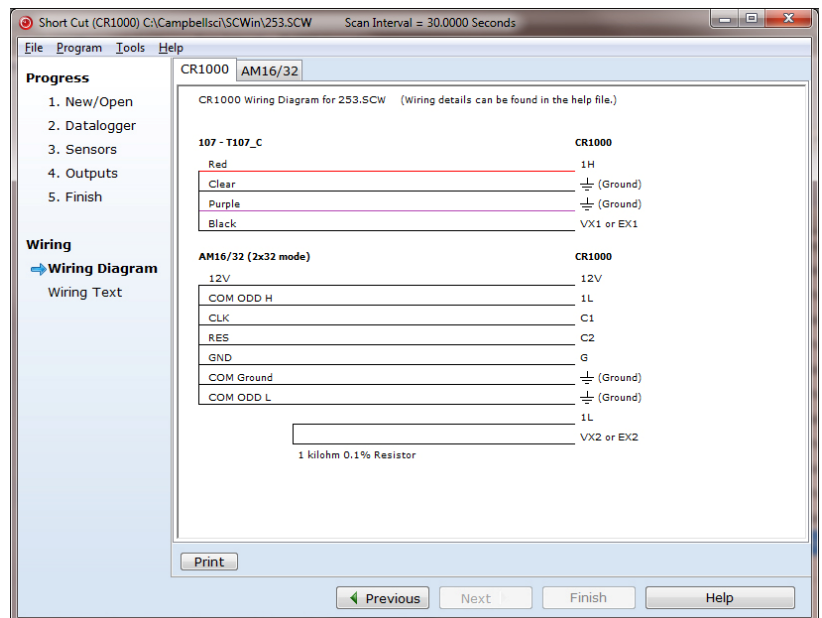 Short Cut (CR1000) C:\Campbellsci\SCWin\253.SCW Scan Interval = 30.0000 Seconds
File Program Tools Help
Progress
1. New/Open
2. Datalogger
3. Sensors
4. Outputs
5. Finish
Wiring
Wiring Diagram
Wiring Text
CR1000 AM16/32
CR1000 Wiring Diagram for 253.SCW (Wiring details can be found in the help file.)
107 - T107_C CR1000
Red 1H
Clear (Ground)
Purple (Ground)
Black VX1 or EX1
AM16/32 (2x32 mode) CR1000
12V 12V
COM ODD H 1L
CLK C1
RES C2
GND G
COM Ground (Ground)
COM ODD L (Ground)
1L
VX2 or EX2
1 kilohm 0.1% Resistor
Print
Previous Next Finish Help